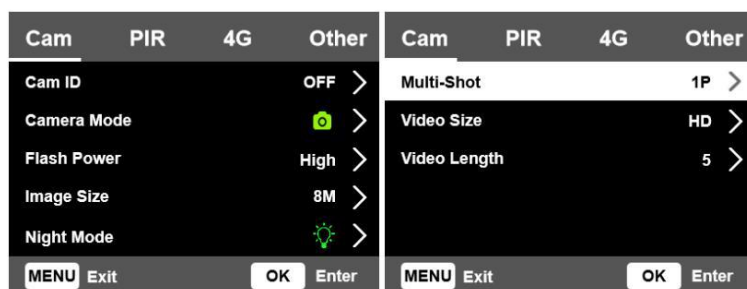 Cam PIR 4G Other
Cam ID OFF
Camera Mode
Flash Power High
Image Size 8M
Night Mode
MENU Exit OK Enter
Cam PIR 4G Other
Multi-Shot 1P
Video Size HD
Video Length 5
MENU Exit OK Enter